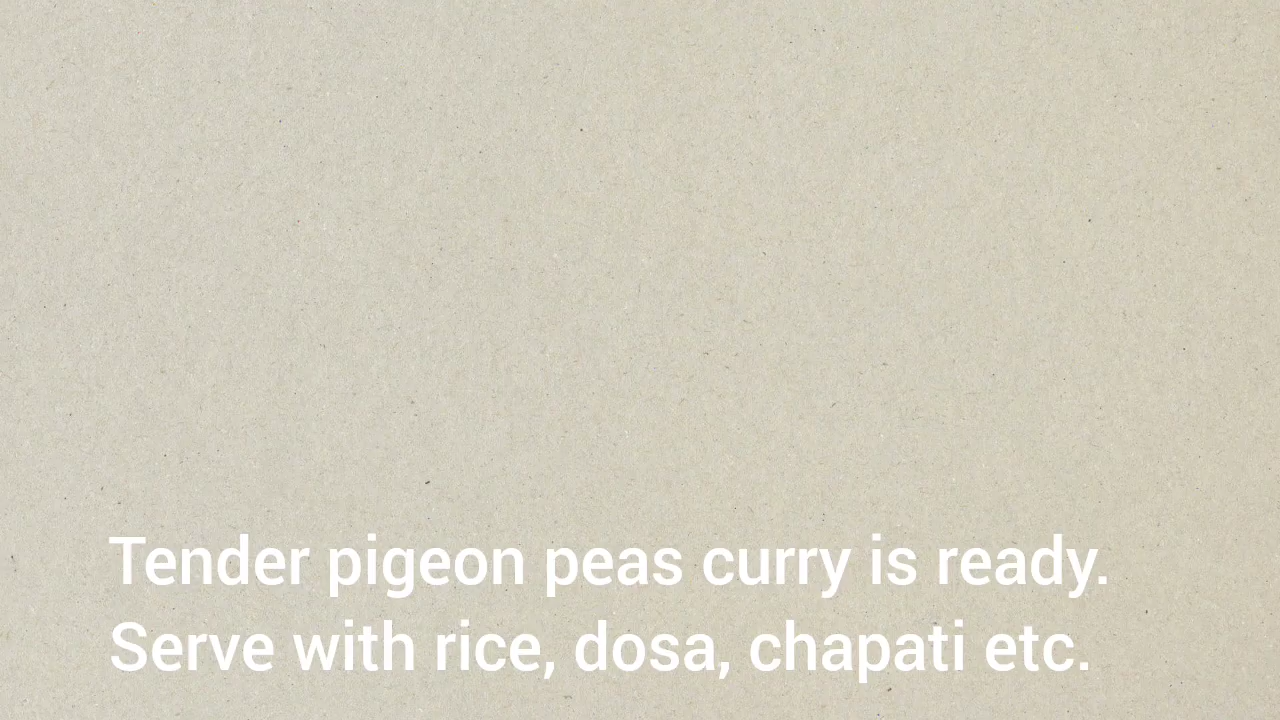 Tender pigeon peas curry is ready.
Serve with rice, dosa, chapati etc.